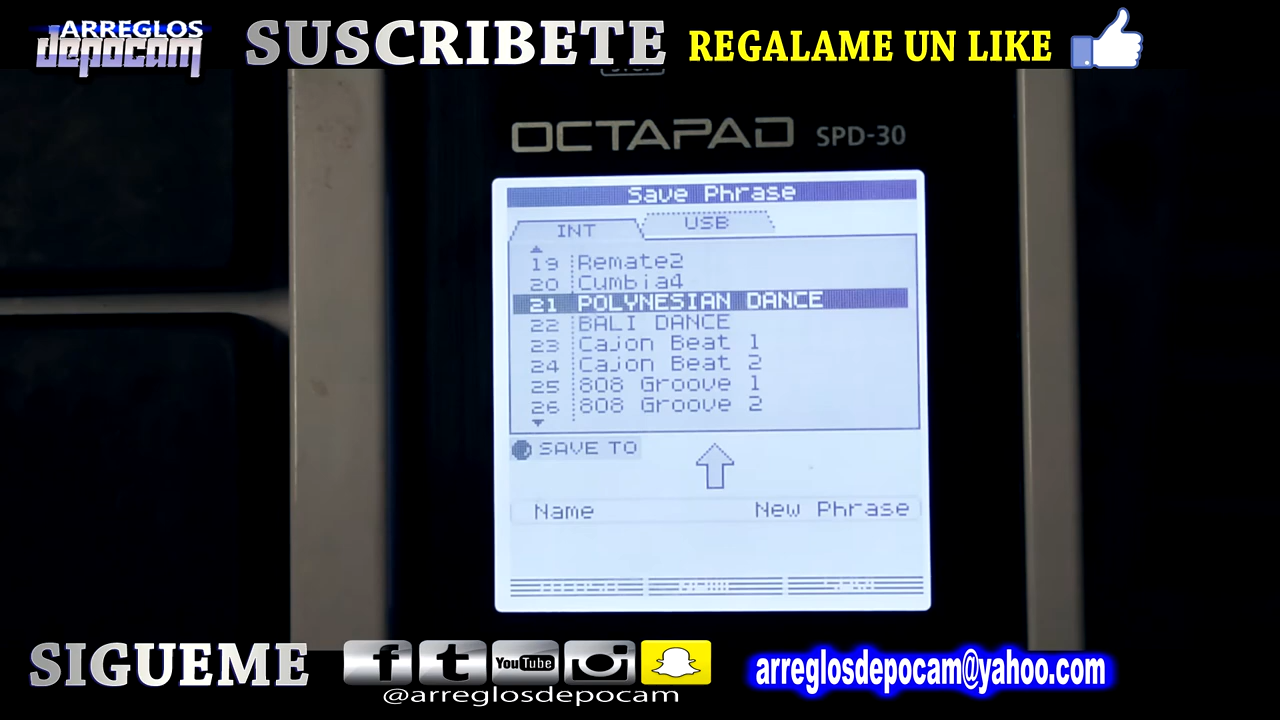 ARREGLOS
depocam
SUSCRIBETE
REGALAME UN LIKE
OCTAPAD SPD-30
Save Phrase
INT
USB
19 Remate2
20 Cumbia4
21 POLYNESIAN DANCE
22 BALI DANCE
23 Cajon Beat 1
24 Cajon Beat 2
25 808 Groove 1
26 808 Groove 2
SAVE TO
Name New Phrase
SIGUEME
f t YouTube
@arreglosdepocam
arreglosdepocam@yahoo.com